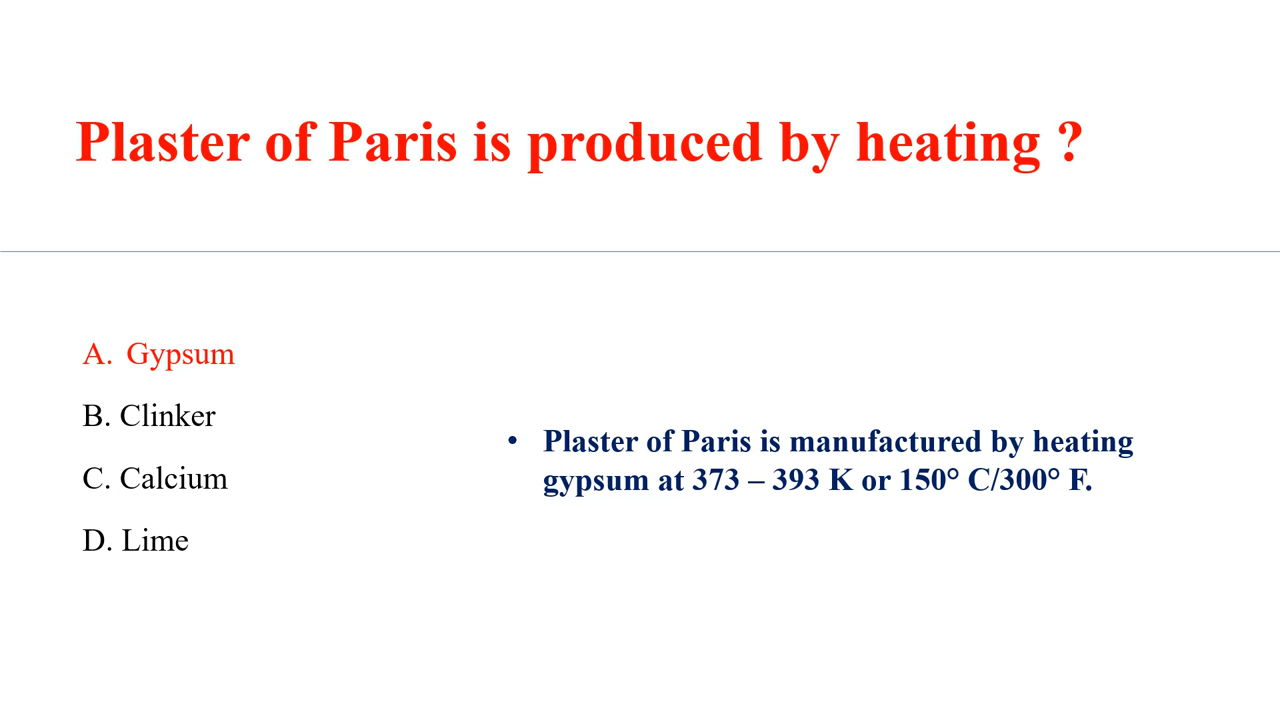 Plaster of Paris is produced by heating ?
A. Gypsum
B. Clinker
C. Calcium
D. Lime
• Plaster of Paris is manufactured by heating
gypsum at 373 – 393 K or 150° C/300° F.